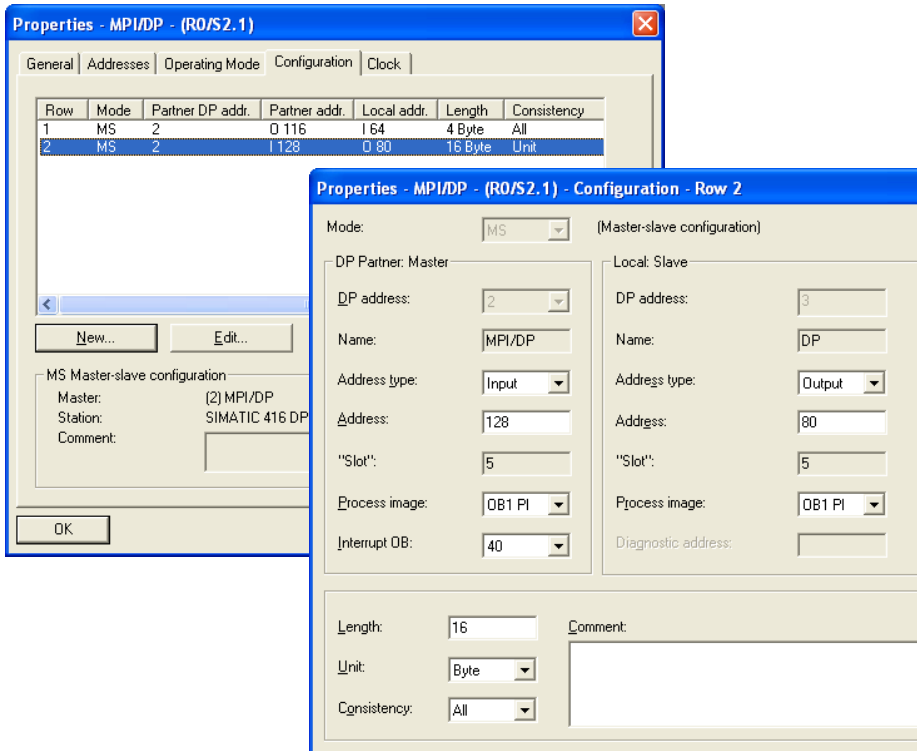 Properties - MPI/DP - (R0/S2.1)
General Addresses Operating Mode Configuration Clock
Row Mode Partner DP addr. Partner addr. Local addr. Length Consistency
1 MS 2 O 116 I 64 4 Byte All
2 MS 2 I 128 O 80 16 Byte Unit
New... Edit...
MS Master-slave configuration
Master: (2) MPI/DP
Station: SIMATIC 416 DP
Comment:
OK
Properties - MPI/DP - (R0/S2.1) - Configuration - Row 2
Mode: MS (Master-slave configuration)
DP Partner: Master
DP address: 2
Name: MPI/DP
Address type: Input
Address: 128
"Slot": 5
Process image: OB1 PI
Interrupt OB: 40
Local: Slave
DP address: 3
Name: DP
Address type: Output
Address: 80
"Slot": 5
Process image: OB1 PI
Diagnostic address:
Length: 16
Unit: Byte
Consistency: All
Comment: